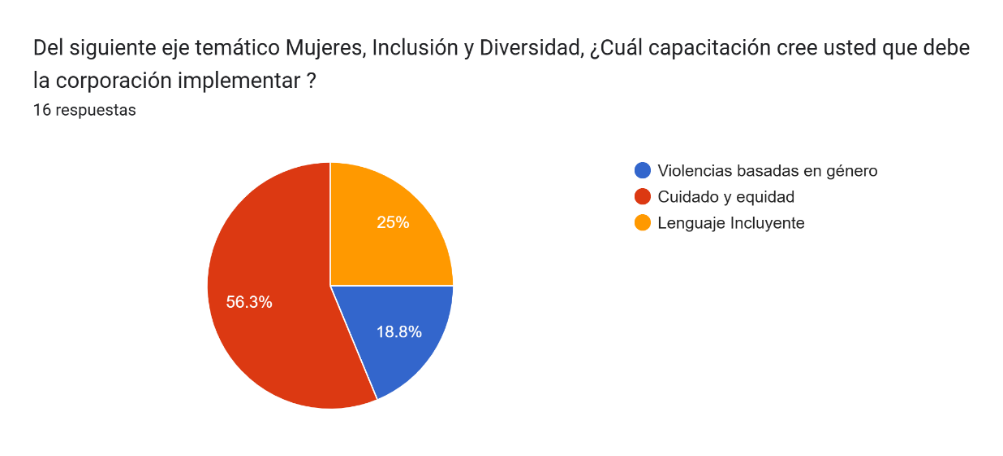 Del siguiente eje temático Mujeres, Inclusión y Diversidad, ¿Cuál capacitación cree usted que debe
la corporación implementar ?
16 respuestas
Violencias basadas en género
Cuidado y equidad
Lenguaje Incluyente
25%
56.3%
18.8%